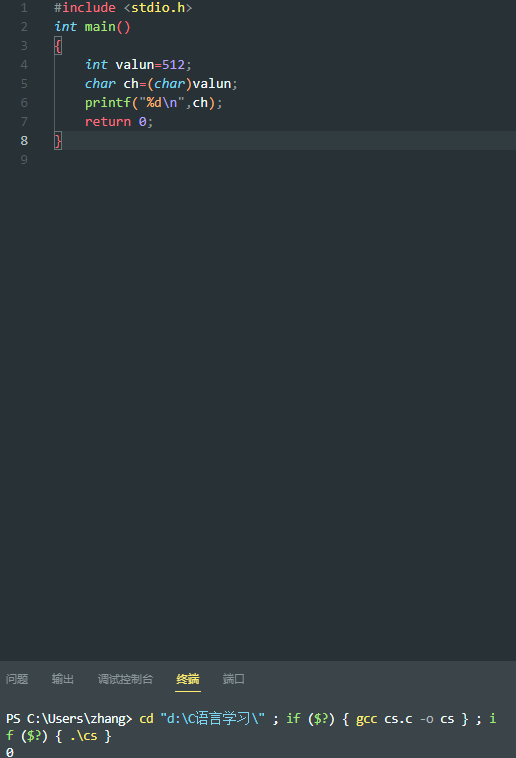 1 #include <stdio.h>
2 int main()
3 {
4     int valun=512;
5     char ch=(char)valun;
6     printf("%d\n",ch);
7     return 0;
8 }
9
问题 输出 调试控制台 终端 端口
PS C:\Users\zhang> cd "d:\C语言学习\" ; if ($?) { gcc cs.c -o cs } ; i
f ($?) { .\cs }
0